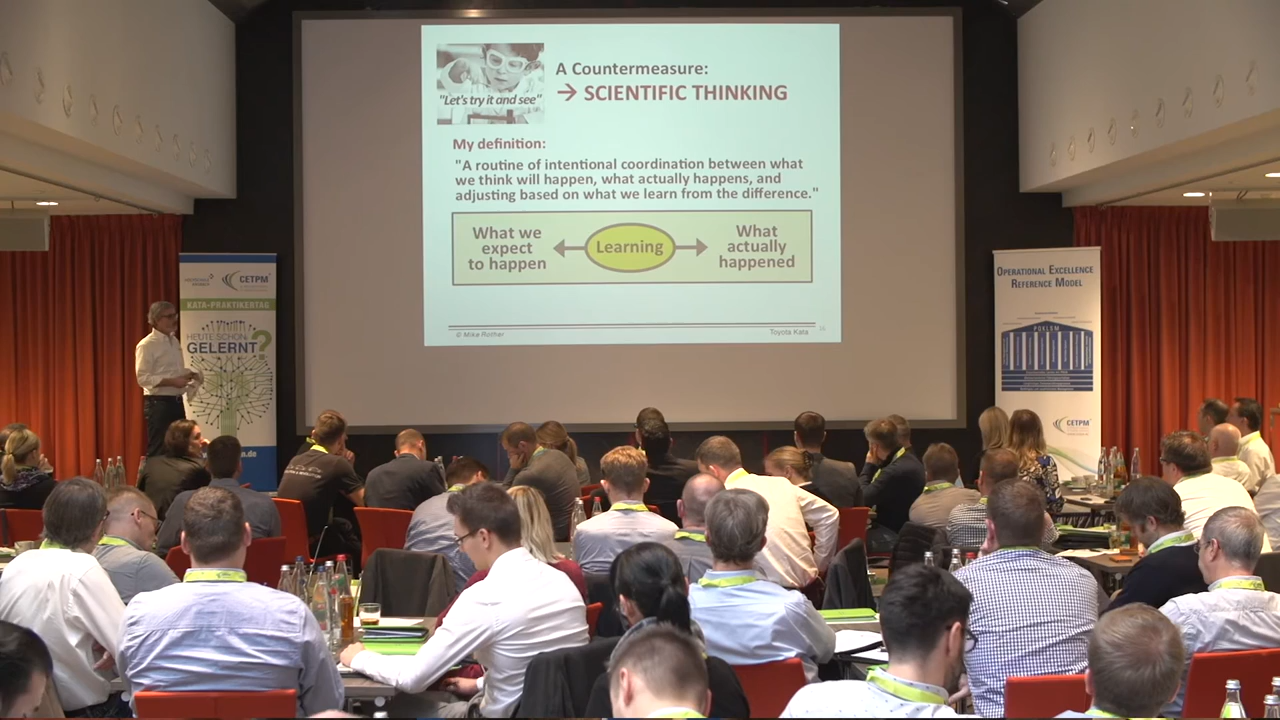 A Countermeasure:
→ SCIENTIFIC THINKING
"Let's try it and see"
My definition:
"A routine of intentional coordination between what
we think will happen, what actually happens, and
adjusting based on what we learn from the difference."
What we
expect
to happen
Learning
What
actually
happened
© Mike Rother
Toyota Kata
CETPM
KATA-PRAKTIKERTAG
HEUTE SCHON
GELERNT?
OPERATIONAL EXCELLENCE
REFERENCE MODEL
CETPM